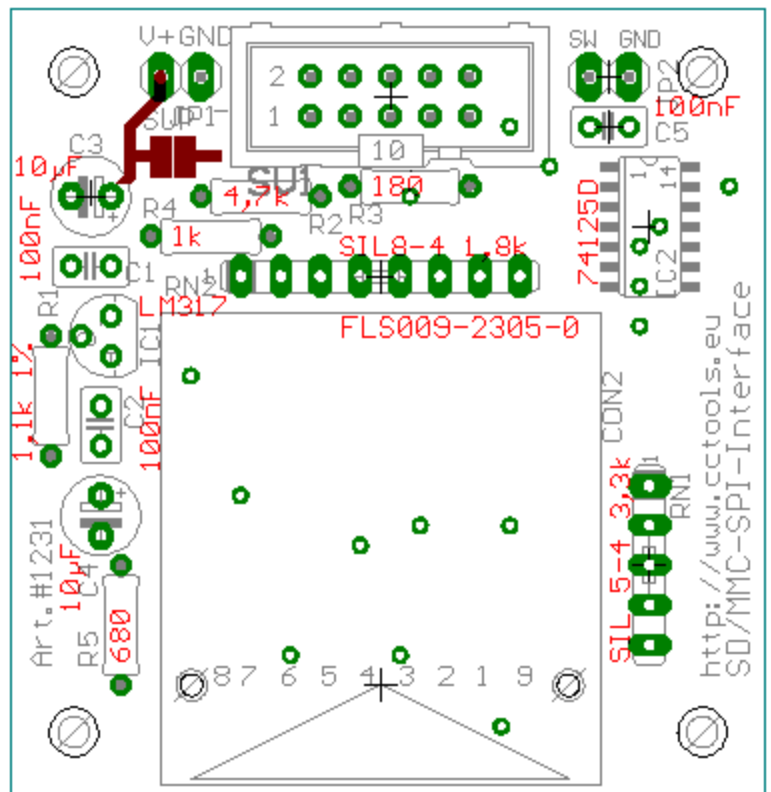 V+ GND
SW GND
JP2
100nF
C5
2
1
JP1
10
SU1
C3
10µF
100nF
C1
4,7k
R2
180
R3
R4
1k
SIL8-4 1,8k
RN2
1
14
74125D
IC2
R1
LM317
IC1
FLS009-2305-0
1,1k 1%
C2
100nF
CON2
C4
10µF
R5
680
Art.#1231
1
RN1
SIL 5-4 3,3k
http://www.cctools.eu
SD/MMC-SPI-Interface
8 7 6 5 4 3 2 1 9